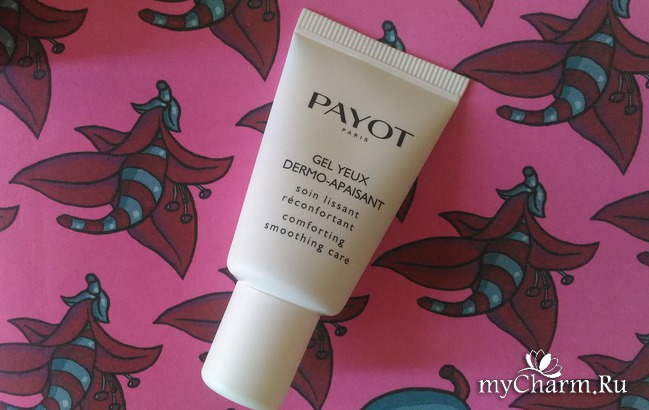 PAYOT
PARIS
GEL YEUX
DERMO-APAISANT
soin lissant
réconfortant
comforting
smoothing care
myCharm.Ru